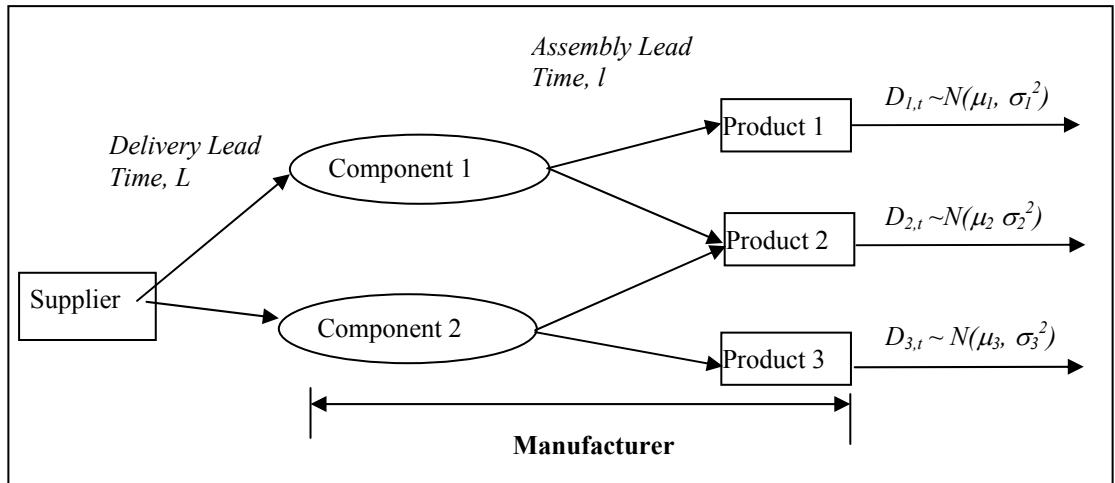 Assembly Lead
Time, l
Delivery Lead
Time, L
Supplier
Component 1
Component 2
Product 1
Product 2
Product 3
D1,t ~N(μ1, σ1²)
D2,t ~N(μ2 σ2²)
D3,t ~ N(μ3, σ3²)
Manufacturer